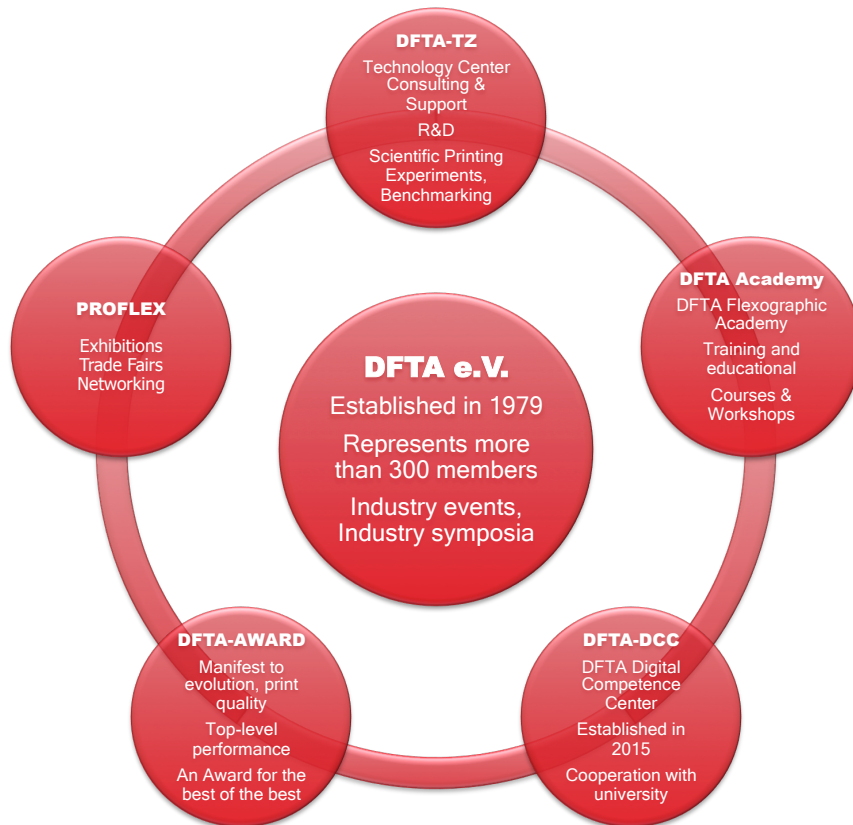 DFTA-TZ
Technology Center
Consulting &
Support
R&D
Scientific Printing
Experiments,
Benchmarking
DFTA Academy
DFTA Flexographic
Academy
Training and
educational
Courses &
Workshops
PROFLEX
Exhibitions
Trade Fairs
Networking
DFTA e.V.
Established in 1979
Represents more
than 300 members
Industry events,
Industry symposia
DFTA-AWARD
Manifest to
evolution, print
quality
Top-level
performance
An Award for the
best of the best
DFTA-DCC
DFTA Digital
Competence
Center
Established in
2015
Cooperation with
university